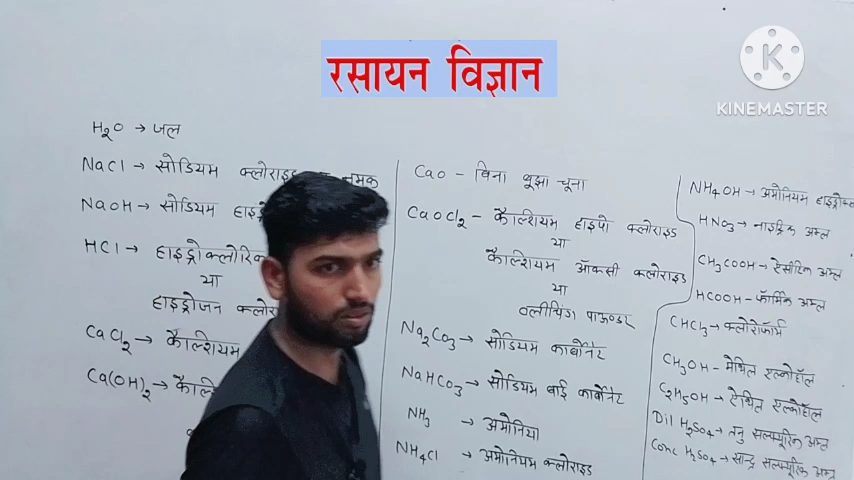 रसायन विज्ञान
KINEMASTER
H2O → जल
NaCl → सोडियम क्लोराइड नमक
NaOH → सोडियम
HCl → हाइड्रोक्लोरिक
या
हाइड्रोजन
CaCl2 → कैल्शियम
Ca(OH)2 →
CaO - बिना बूझा चूना
CaOCl2 - कैल्शियम हाइपो क्लोराइड
या
कैल्शियम ऑक्सी क्लोराइड
या
ब्लीचिंग पाऊण्डर
Na2CO3 → सोडियम कार्बोनेट
NaHCO3 → सोडियम बाई कार्बोनेट
NH3 → अमोनिया
NH4Cl → अमोनियम क्लोराइड
NH4OH → अमोनियम
HNO3 → नाइट्रिक अम्ल
CH3COOH → ऐसीटिक अम्ल
HCOOH - फॉर्मिक अम्ल
CHCl3 → क्लोरोफॉर्म
CH3OH - मेथिल एल्कोहॉल
C2H5OH → ऐथिल एल्कोहॉल
Dil H2SO4 → तनु सल्फ्यूरिक अम्ल
Conc H2SO4 → सान्द्र सल्फ्यूरिक अम्ल